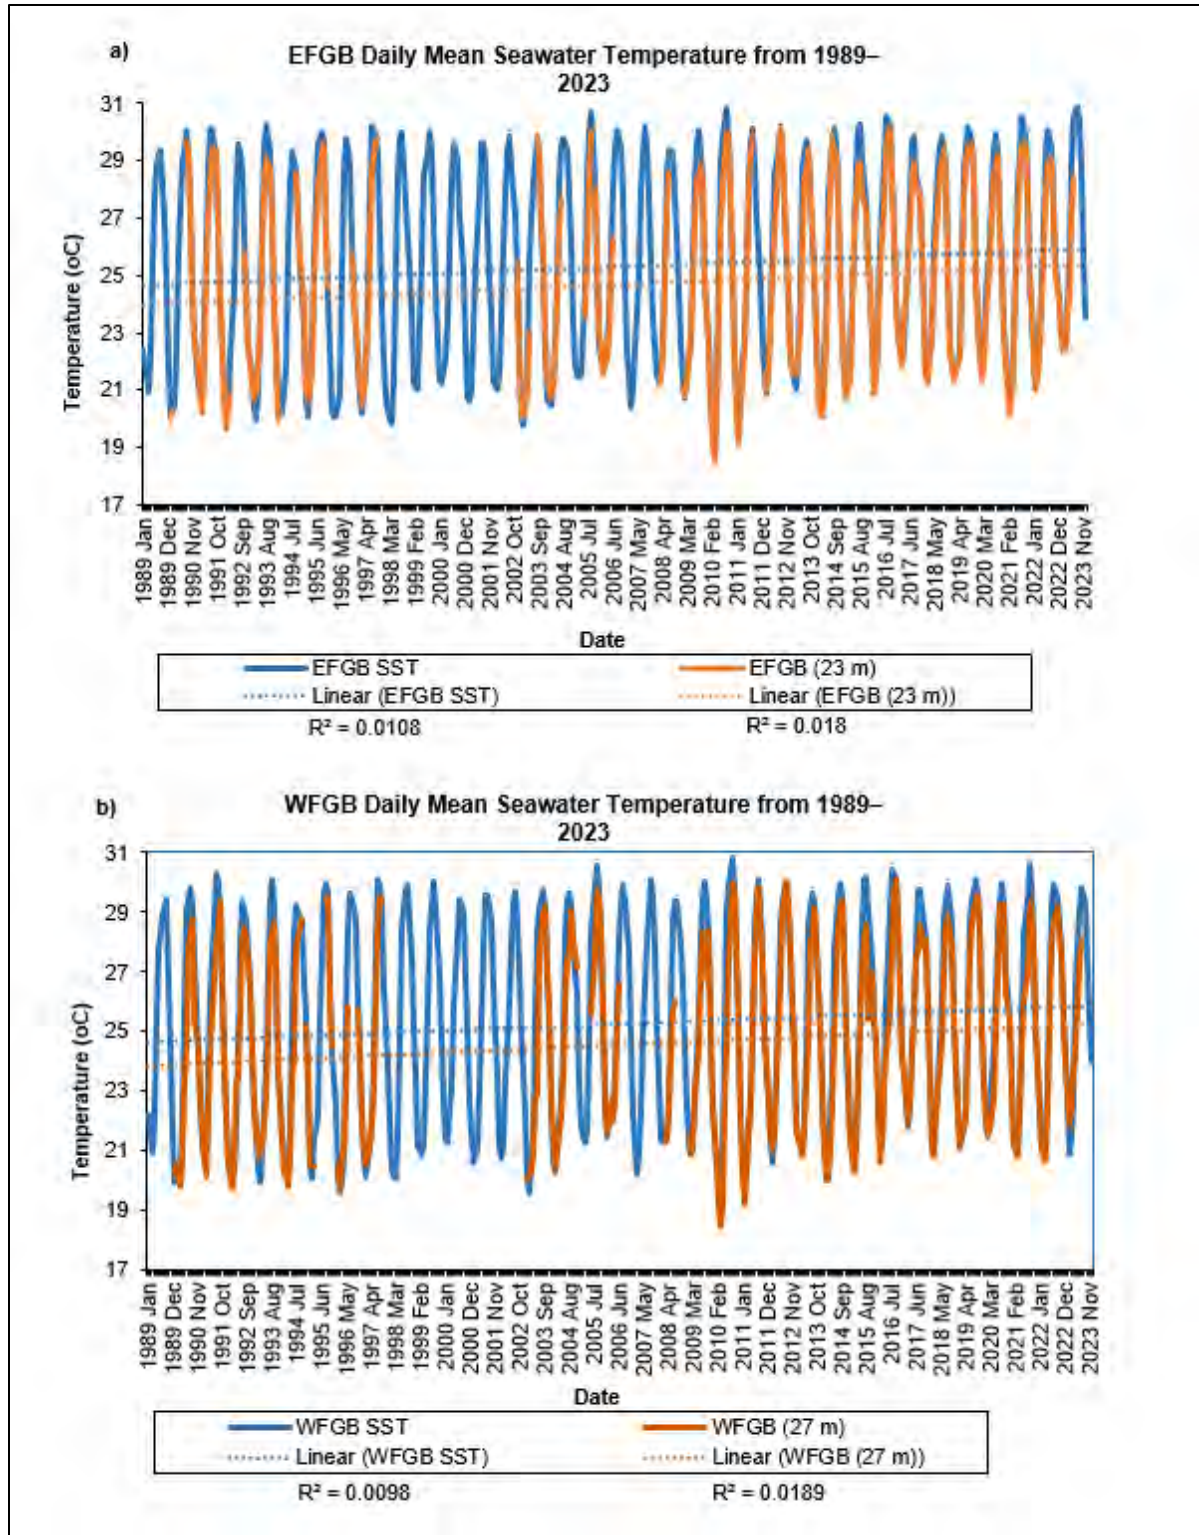 a)
EFGB Daily Mean Seawater Temperature from 1989–
2023
Temperature (oC)
31
29
27
25
23
21
19
17
1989 Jan
1989 Dec
1990 Nov
1991 Oct
1992 Sep
1993 Aug
1994 Jul
1995 Jun
1996 May
1997 Apr
1998 Mar
1999 Feb
2000 Jan
2000 Dec
2001 Nov
2002 Oct
2003 Sep
2004 Aug
2005 Jul
2006 Jun
2007 May
2008 Apr
2009 Mar
2010 Feb
2011 Jan
2011 Dec
2012 Nov
2013 Oct
2014 Sep
2015 Aug
2016 Jul
2017 Jun
2018 May
2019 Apr
2020 Mar
2021 Feb
2022 Jan
2022 Dec
2023 Nov
Date
EFGB SST
EFGB (23 m)
Linear (EFGB SST)
Linear (EFGB (23 m))
R² = 0.0108
R² = 0.018
b)
WFGB Daily Mean Seawater Temperature from 1989–
2023
Temperature (oC)
31
29
27
25
23
21
19
17
1989 Jan
1989 Dec
1990 Nov
1991 Oct
1992 Sep
1993 Aug
1994 Jul
1995 Jun
1996 May
1997 Apr
1998 Mar
1999 Feb
2000 Jan
2000 Dec
2001 Nov
2002 Oct
2003 Sep
2004 Aug
2005 Jul
2006 Jun
2007 May
2008 Apr
2009 Mar
2010 Feb
2011 Jan
2011 Dec
2012 Nov
2013 Oct
2014 Sep
2015 Aug
2016 Jul
2017 Jun
2018 May
2019 Apr
2020 Mar
2021 Feb
2022 Jan
2022 Dec
2023 Nov
Date
WFGB SST
WFGB (27 m)
Linear (WFGB SST)
Linear (WFGB (27 m))
R² = 0.0098
R² = 0.0189